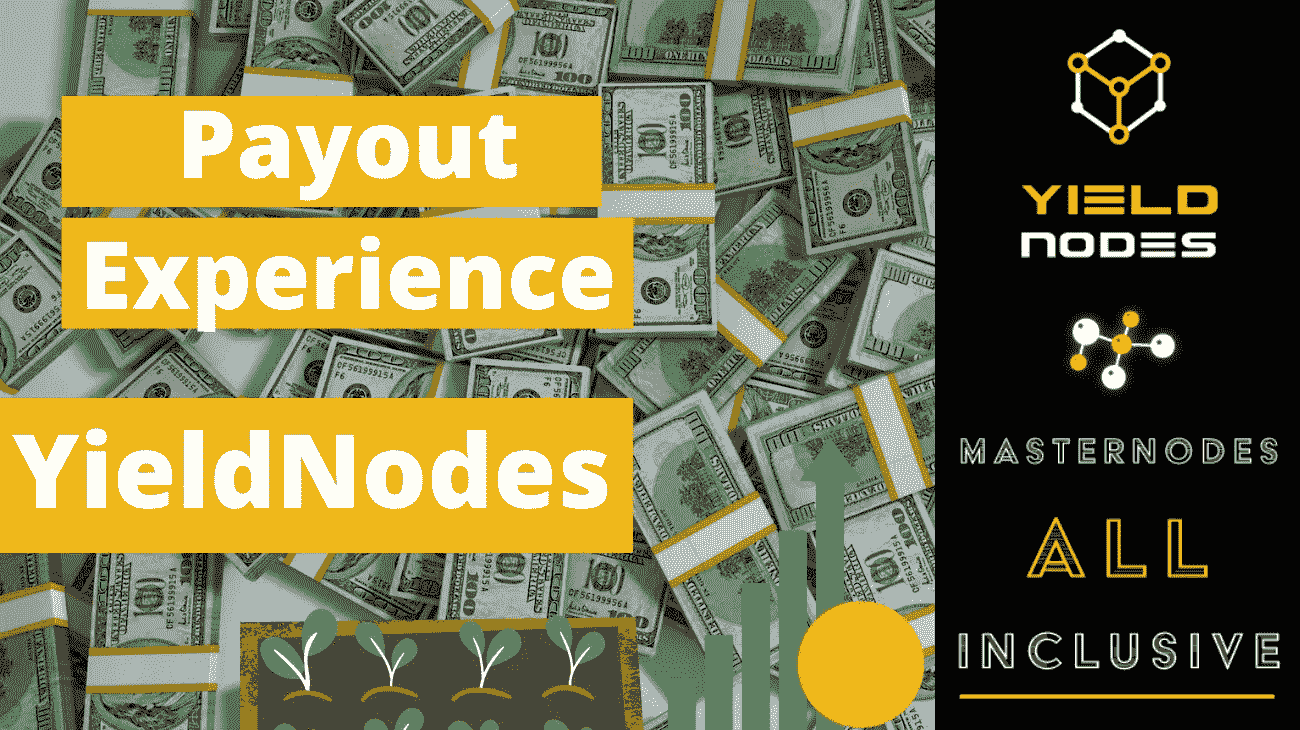 Payout
Experience
YieldNodes
YIELD
NODES
MASTERNODES
ALL
INCLUSIVE